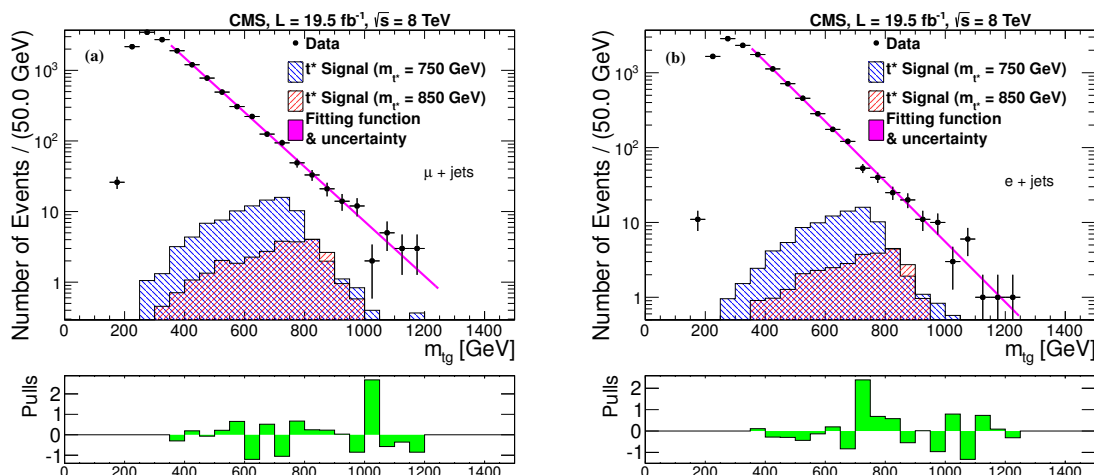 CMS, L = 19.5 fb⁻¹, √s = 8 TeV
(a)
Data
t* Signal (m_t* = 750 GeV)
t* Signal (m_t* = 850 GeV)
Fitting function
& uncertainty
μ + jets
Number of Events / (50.0 GeV)
10³
10²
10
1
0 200 400 600 800 1000 1200 1400
m_tg [GeV]
Pulls
2
1
0
-1
0 200 400 600 800 1000 1200 1400
CMS, L = 19.5 fb⁻¹, √s = 8 TeV
(b)
Data
t* Signal (m_t* = 750 GeV)
t* Signal (m_t* = 850 GeV)
Fitting function
& uncertainty
e + jets
Number of Events / (50.0 GeV)
10³
10²
10
1
0 200 400 600 800 1000 1200 1400
m_tg [GeV]
Pulls
2
1
0
-1
0 200 400 600 800 1000 1200 1400